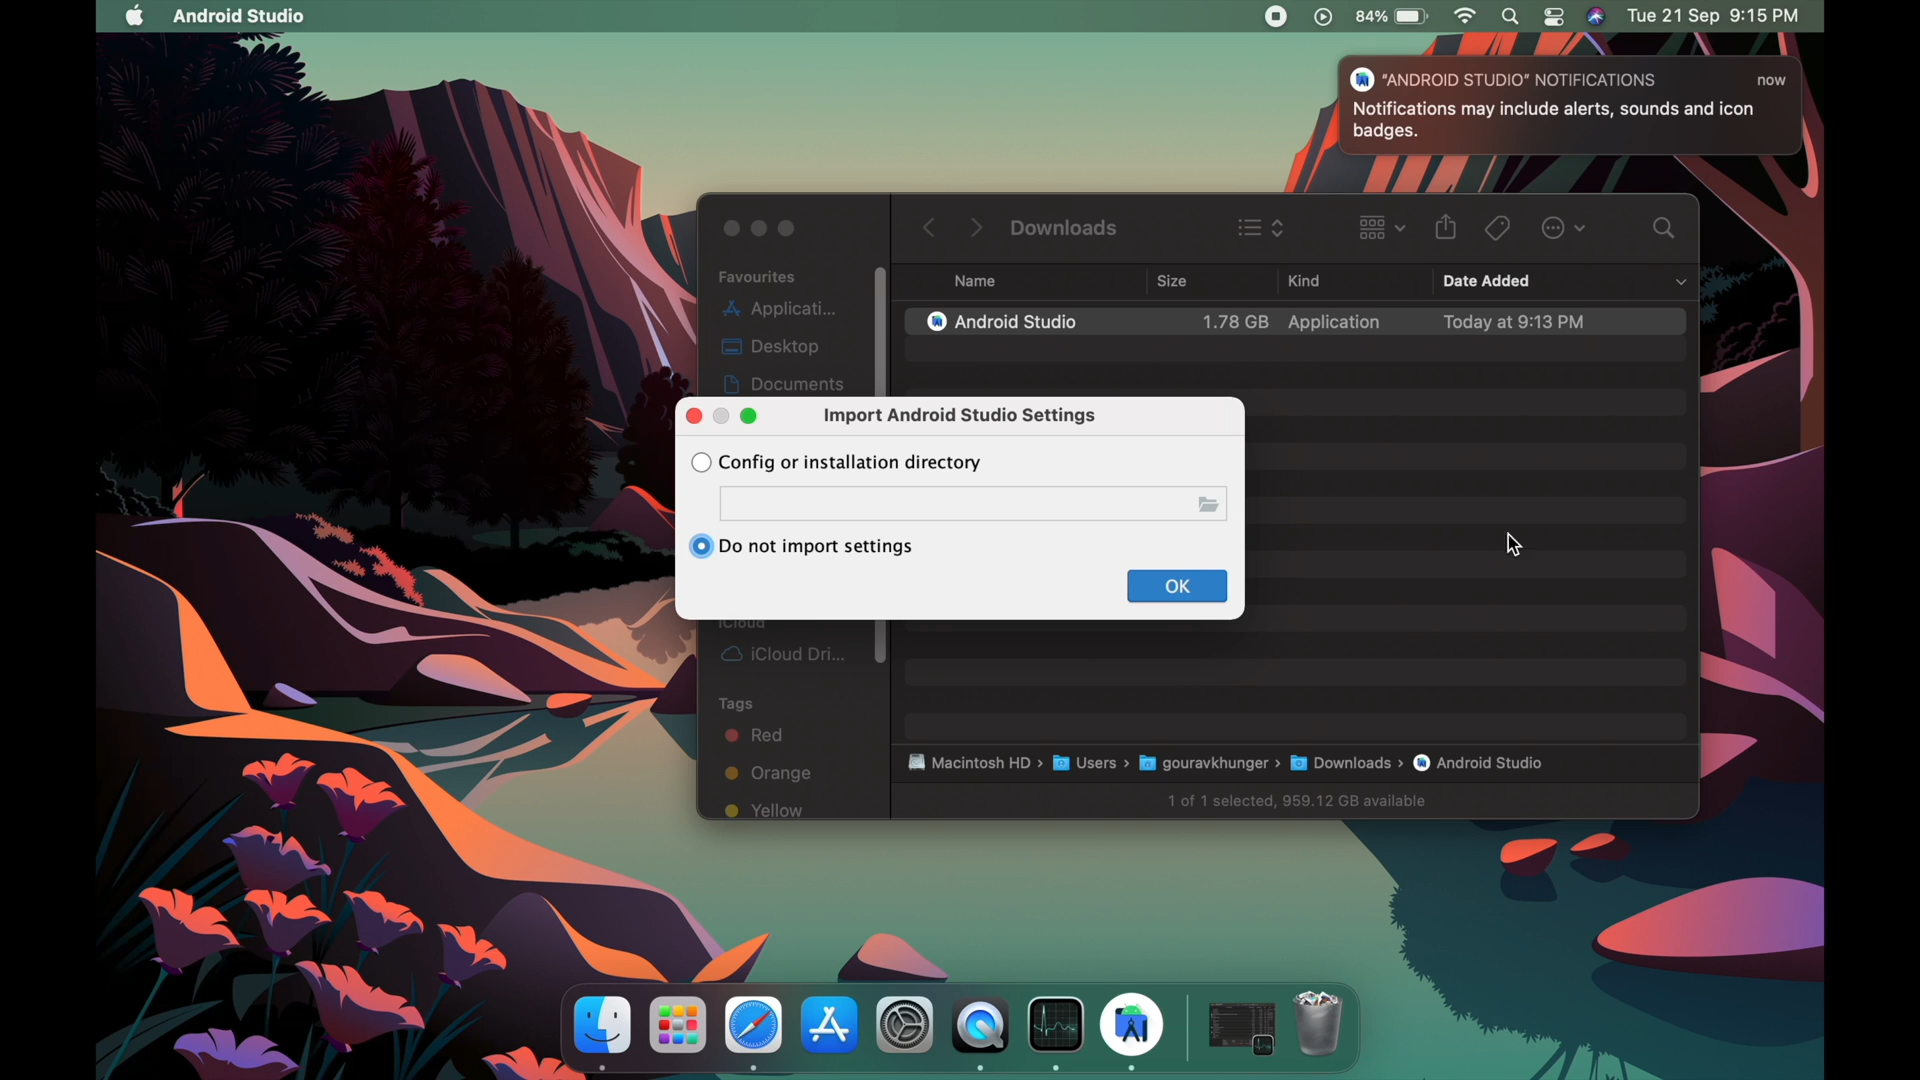 Android Studio
84%
Tue 21 Sep 9:15 PM
"ANDROID STUDIO" NOTIFICATIONS
now
Notifications may include alerts, sounds and icon
badges.
Downloads
Favourites
Applicati...
Desktop
Documents
iCloud
iCloud Dri...
Tags
Red
Orange
Yellow
Name
Size
Kind
Date Added
Android Studio
1.78 GB
Application
Today at 9:13 PM
Import Android Studio Settings
Config or installation directory
Do not import settings
OK
Macintosh HD › Users › gouravkhunger › Downloads › Android Studio
1 of 1 selected, 959.12 GB available